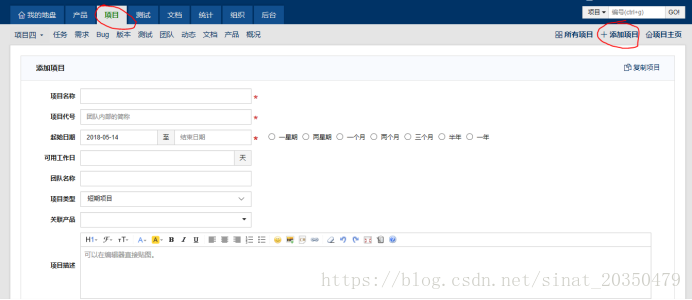 我的地盘 产品 项目 测试 文档 统计 组织 后台 项目 编号(ctrl+g) GO!
项目四 任务 需求 Bug 版本 测试 团队 动态 文档 产品 概况 所有项目 + 添加项目 项目主页
添加项目 复制项目
项目名称 *
项目代号 团队内部的简称 *
起始日期 2018-05-14 至 结束日期 * 一星期 两星期 一个月 两个月 三个月 半年 一年
可用工作日 天
团队名称
项目类型 短期项目
关联产品
H1 ℱ тT A A B I U
项目描述 可以在编辑器直接贴图。
https://blog.csdn.net/sinat_20350479